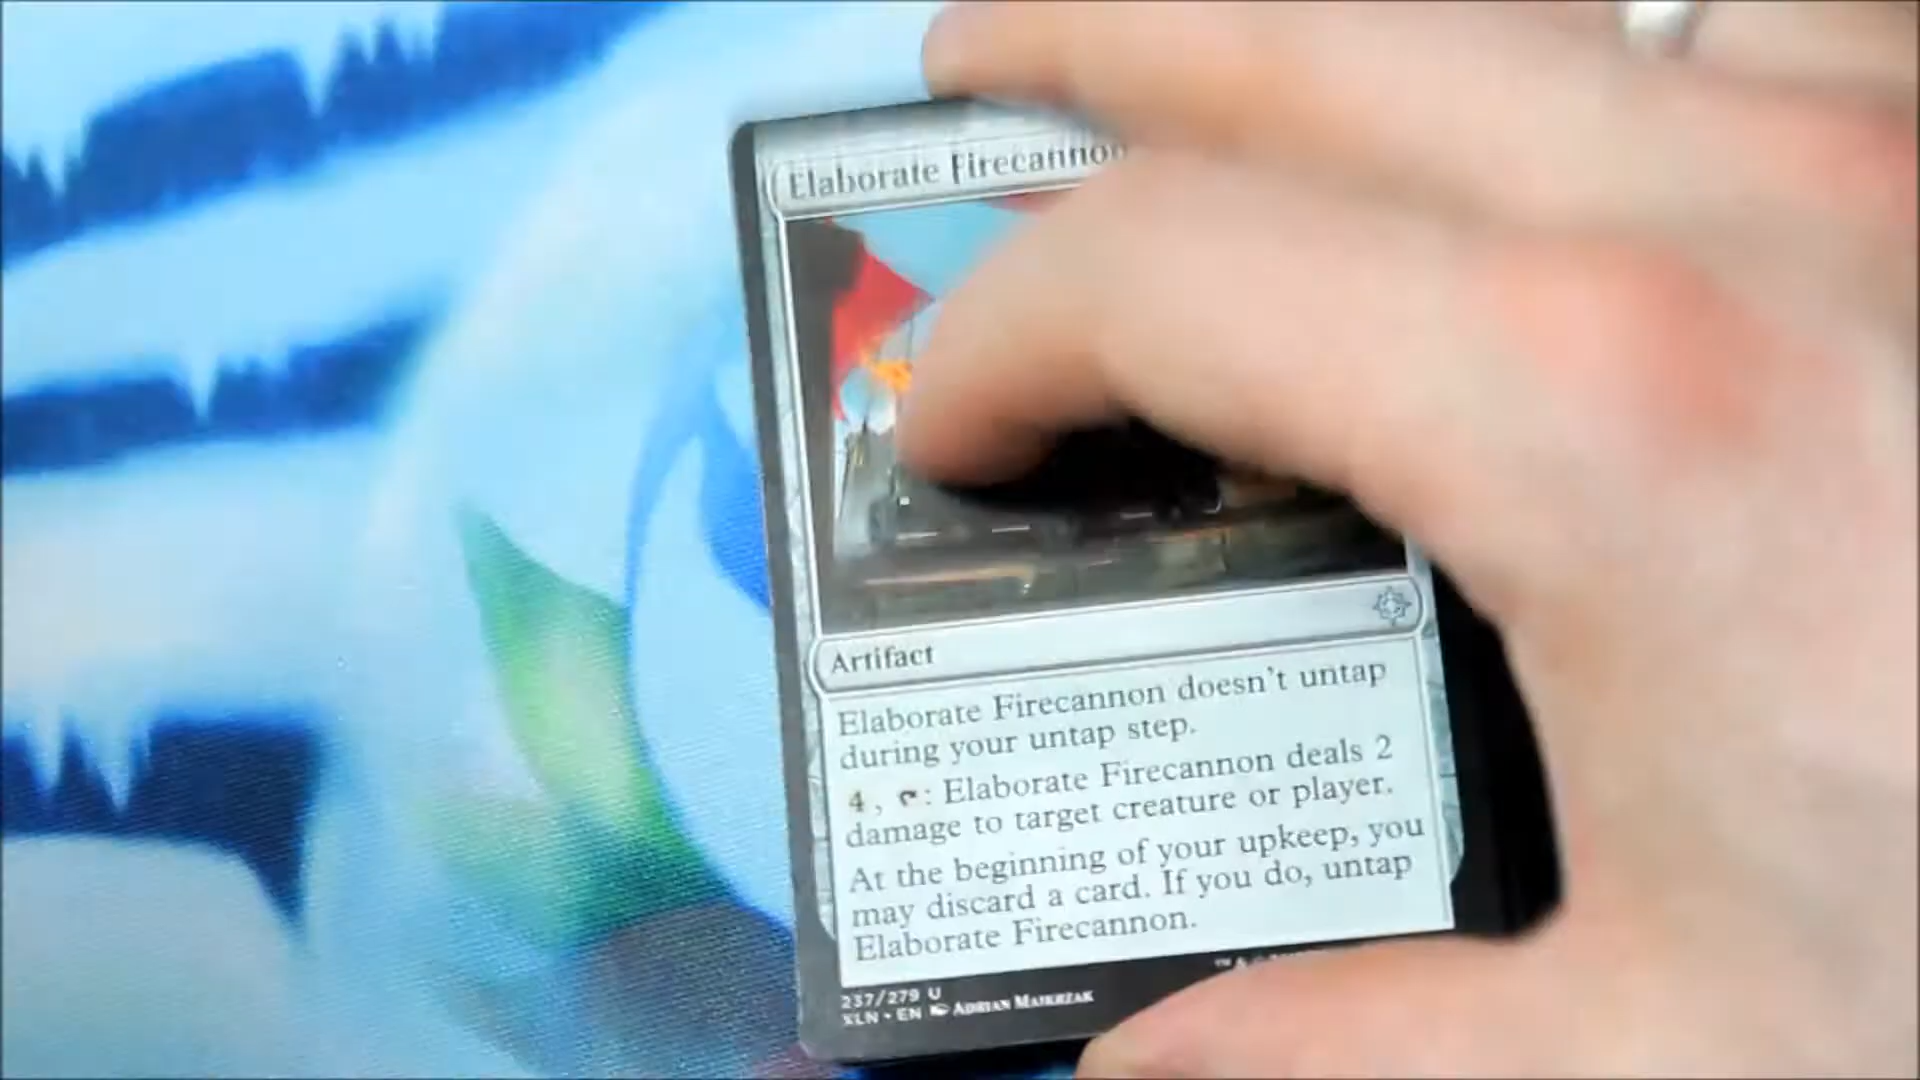 Elaborate Firecannon
Artifact
Elaborate Firecannon doesn't untap
during your untap step.
4, : Elaborate Firecannon deals 2
damage to target creature or player.
At the beginning of your upkeep, you
may discard a card. If you do, untap
Elaborate Firecannon.
237/279 U
XLN • EN ADRIAN MAJKRZAK